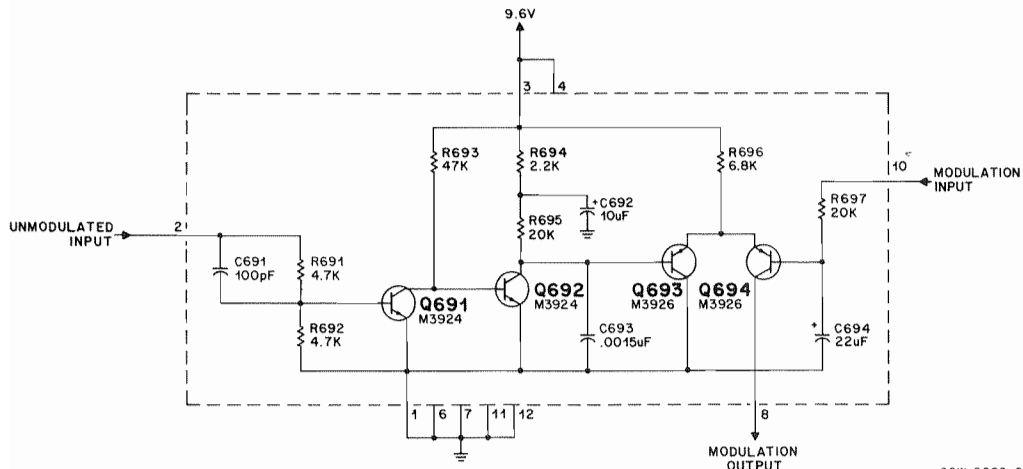 9.6V
3 4
R693
47K
R694
2.2K
R696
6.8K
10
MODULATION
INPUT
+C692
10uF
R697
20K
UNMODULATED
INPUT
2
R695
20K
C691
100pF
R691
4.7K
Q691
M3924
Q692
M3924
Q693
M3926
Q694
M3926
R692
4.7K
C693
.0015uF
+
C694
22uF
1 6 7 11 12
8
MODULATION
OUTPUT